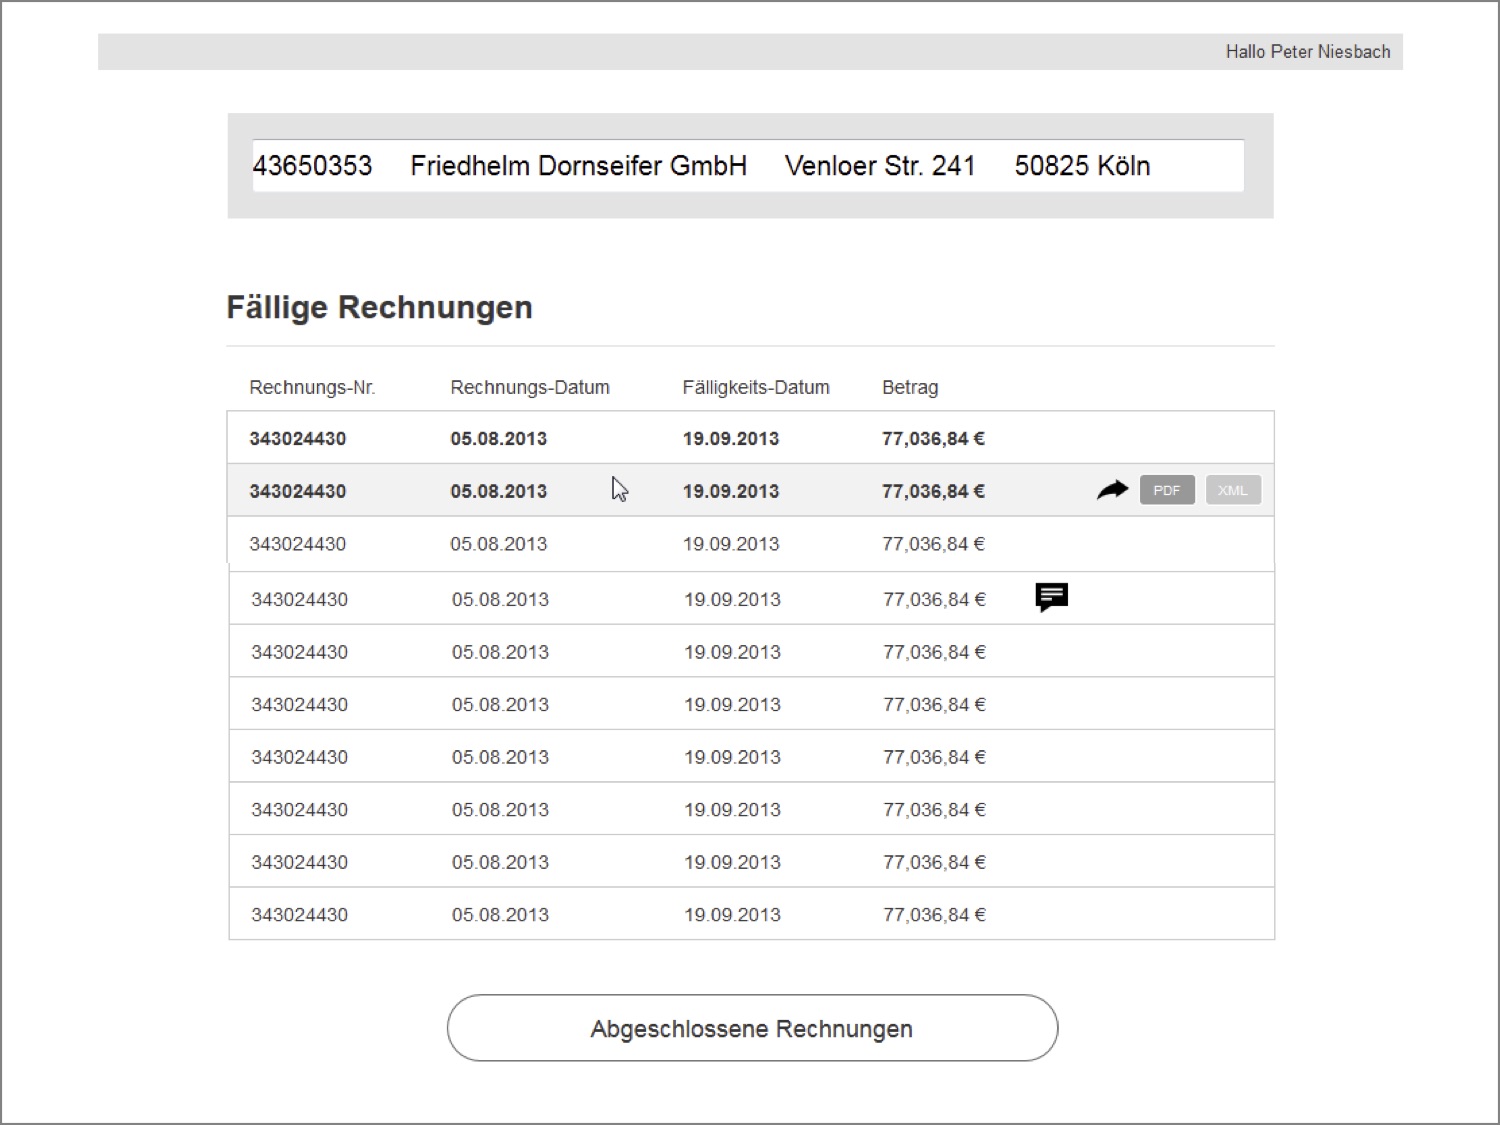 Hallo Peter Niesbach
43650353 Friedhelm Dornseifer GmbH Venloer Str. 241 50825 Köln
Fällige Rechnungen
Rechnungs-Nr. Rechnungs-Datum Fälligkeits-Datum Betrag
343024430 05.08.2013 19.09.2013 77,036,84 €
343024430 05.08.2013 19.09.2013 77,036,84 € PDF XML
343024430 05.08.2013 19.09.2013 77,036,84 €
343024430 05.08.2013 19.09.2013 77,036,84 €
343024430 05.08.2013 19.09.2013 77,036,84 €
343024430 05.08.2013 19.09.2013 77,036,84 €
343024430 05.08.2013 19.09.2013 77,036,84 €
343024430 05.08.2013 19.09.2013 77,036,84 €
343024430 05.08.2013 19.09.2013 77,036,84 €
343024430 05.08.2013 19.09.2013 77,036,84 €
Abgeschlossene Rechnungen